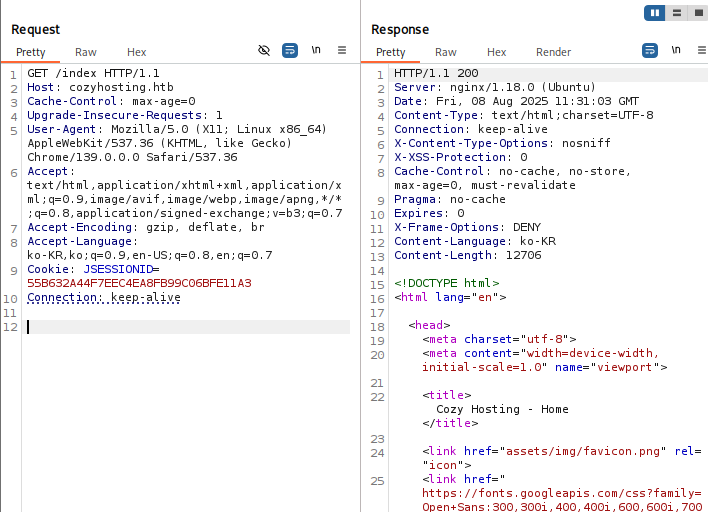 Request
Pretty Raw Hex \n
1 GET /index HTTP/1.1
2 Host: cozyhosting.htb
3 Cache-Control: max-age=0
4 Upgrade-Insecure-Requests: 1
5 User-Agent: Mozilla/5.0 (X11; Linux x86_64)
AppleWebKit/537.36 (KHTML, like Gecko)
Chrome/139.0.0.0 Safari/537.36
6 Accept:
text/html,application/xhtml+xml,application/x
ml;q=0.9,image/avif,image/webp,image/apng,*/*
;q=0.8,application/signed-exchange;v=b3;q=0.7
7 Accept-Encoding: gzip, deflate, br
8 Accept-Language:
ko-KR,ko;q=0.9,en-US;q=0.8,en;q=0.7
9 Cookie: JSESSIONID=
55B632A44F7EEC4EA8FB99C06BFE11A3
10 Connection: keep-alive
11
12
Response
Pretty Raw Hex Render \n
1 HTTP/1.1 200
2 Server: nginx/1.18.0 (Ubuntu)
3 Date: Fri, 08 Aug 2025 11:31:03 GMT
4 Content-Type: text/html;charset=UTF-8
5 Connection: keep-alive
6 X-Content-Type-Options: nosniff
7 X-XSS-Protection: 0
8 Cache-Control: no-cache, no-store,
max-age=0, must-revalidate
9 Pragma: no-cache
10 Expires: 0
11 X-Frame-Options: DENY
12 Content-Language: ko-KR
13 Content-Length: 12706
14
15 <!DOCTYPE html>
16 <html lang="en">
17
18 <head>
19 <meta charset="utf-8">
20 <meta content="width=device-width,
initial-scale=1.0" name="viewport">
21
22 <title>
Cozy Hosting - Home
</title>
23
24 <link href="assets/img/favicon.png" rel=
"icon">
25 <link href="
https://fonts.googleapis.com/css?family=
Open+Sans:300,300i,400,400i,600,600i,700